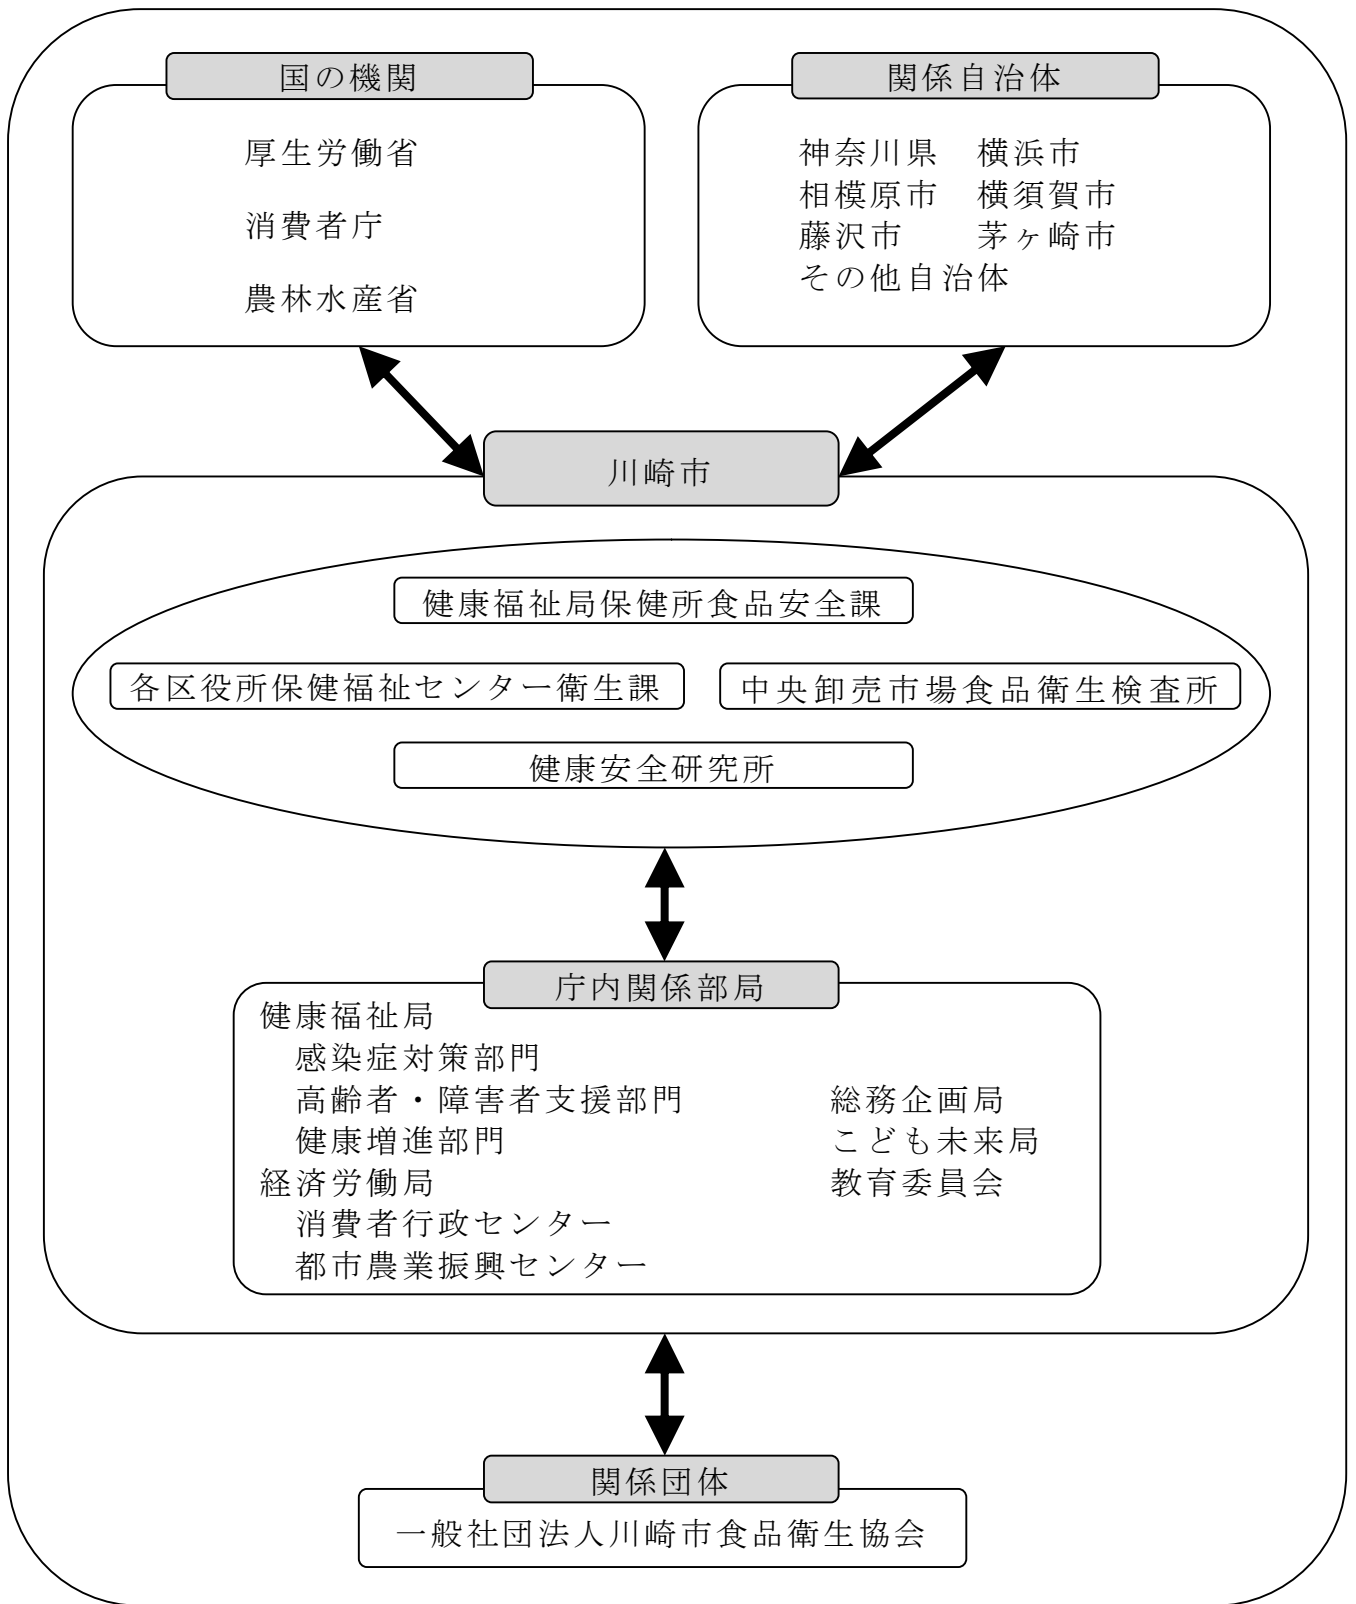 国の機関
厚生労働省
消費者庁
農林水産省
関係自治体
神奈川県　横浜市
相模原市　横須賀市
藤沢市　　茅ヶ崎市
その他自治体
川崎市
健康福祉局保健所食品安全課
各区役所保健福祉センター衛生課
中央卸売市場食品衛生検査所
健康安全研究所
庁内関係部局
健康福祉局
感染症対策部門
高齢者・障害者支援部門
健康増進部門
経済労働局
消費者行政センター
都市農業振興センター
総務企画局
こども未来局
教育委員会
関係団体
一般社団法人川崎市食品衛生協会